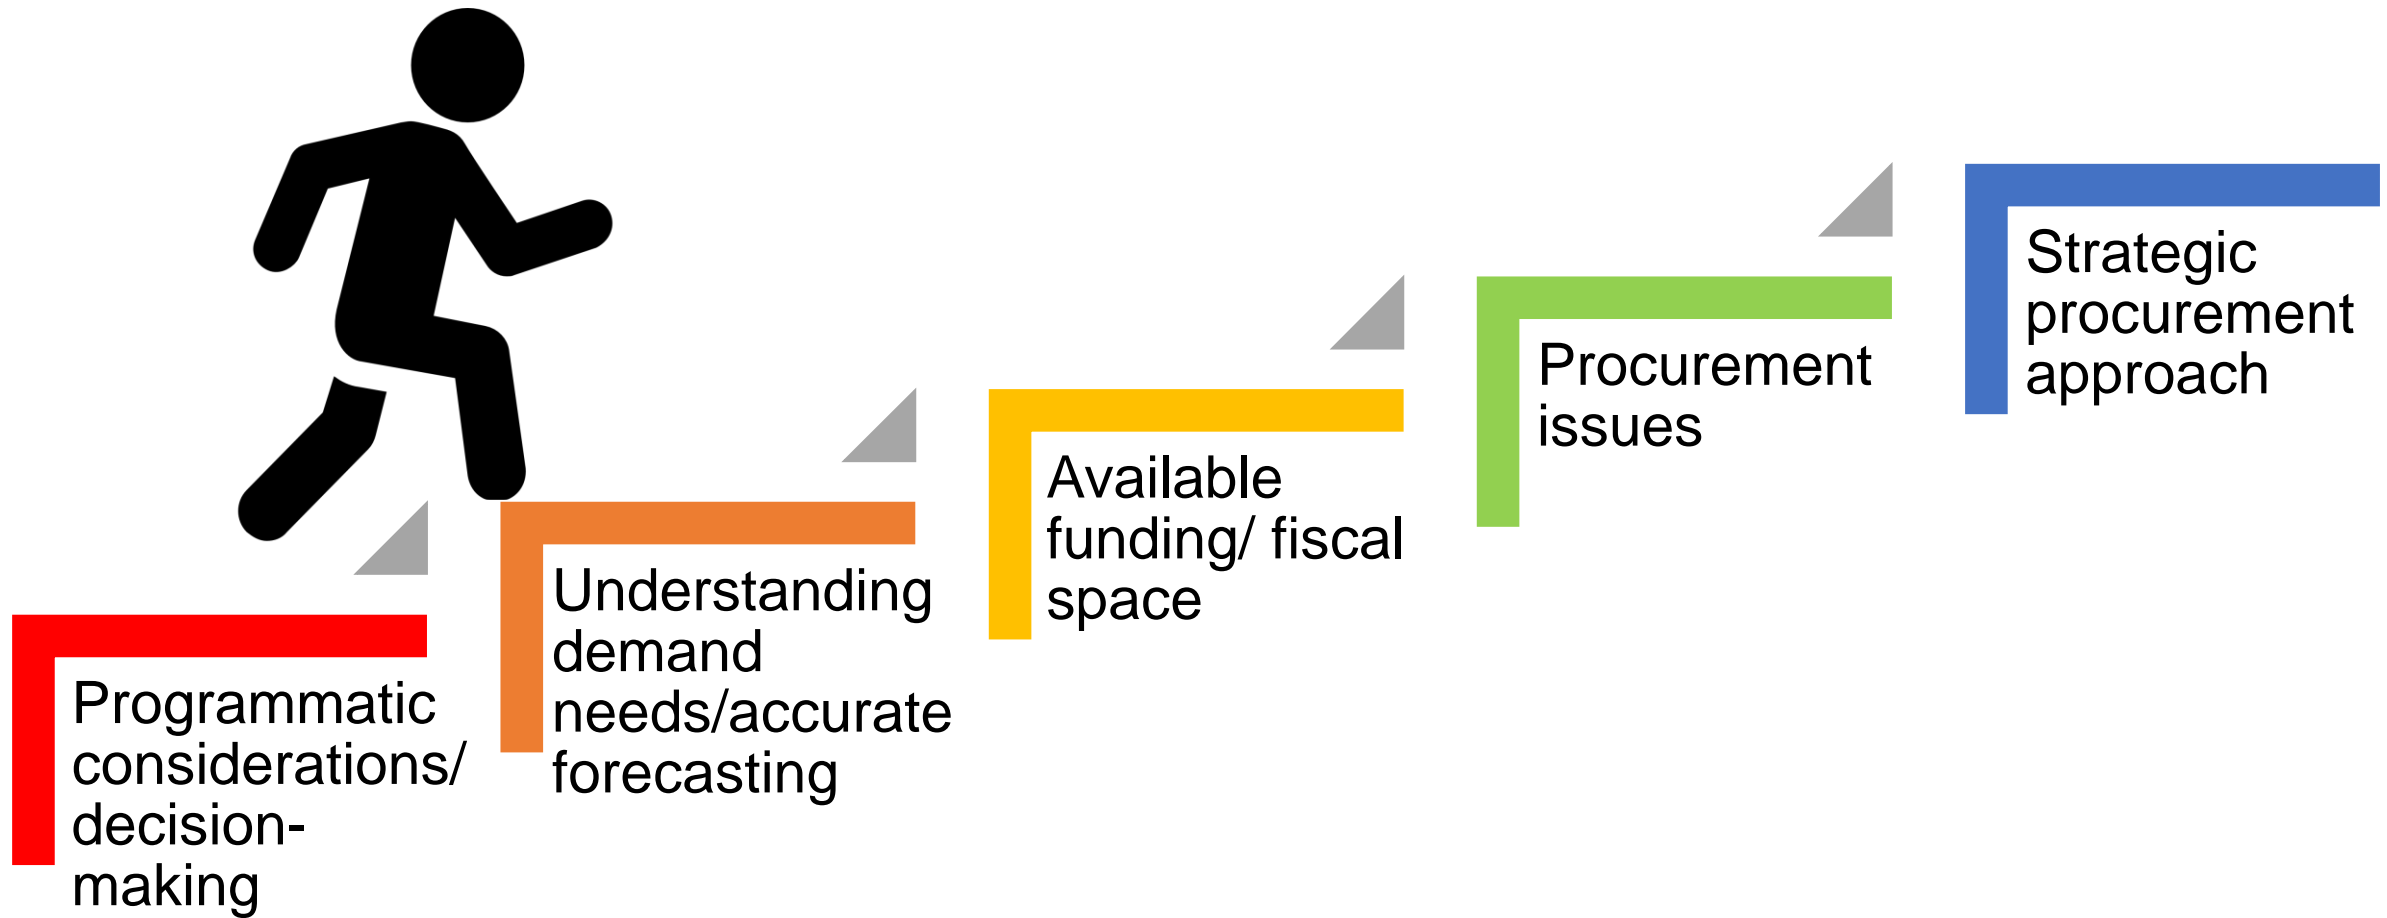 Programmatic
considerations/
decision-
making
Understanding
demand
needs/accurate
forecasting
Available
funding/ fiscal
space
Procurement
issues
Strategic
procurement
approach